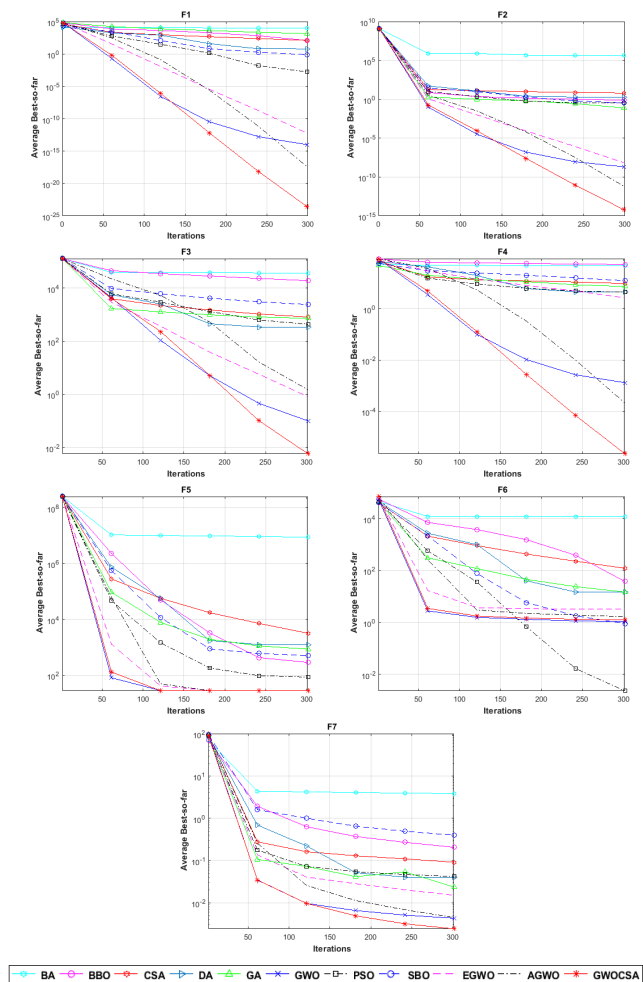 F1
10^5
10^0
10^-5
10^-10
10^-15
10^-20
10^-25
Average Best-so-far
0 50 100 150 200 250 300
Iterations
F2
10^10
10^5
10^0
10^-5
10^-10
10^-15
Average Best-so-far
0 50 100 150 200 250 300
Iterations
F3
10^4
10^2
10^0
10^-2
Average Best-so-far
50 100 150 200 250 300
Iterations
F4
10^0
10^-2
10^-4
Average Best-so-far
50 100 150 200 250 300
Iterations
F5
10^8
10^6
10^4
10^2
Average Best-so-far
50 100 150 200 250 300
Iterations
F6
10^4
10^2
10^0
10^-2
Average Best-so-far
50 100 150 200 250 300
Iterations
F7
10^2
10^1
10^0
10^-1
10^-2
Average Best-so-far
50 100 150 200 250 300
Iterations
BA BBO CSA DA GA GWO PSO SBO EGWO AGWO GWOCSA